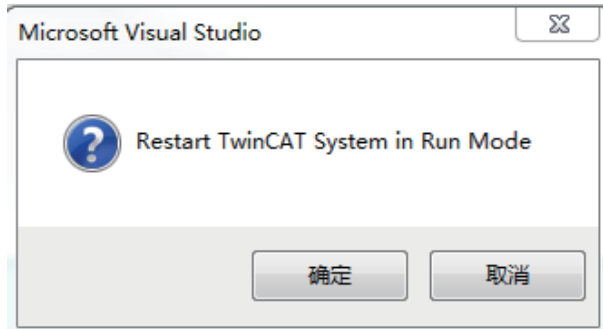 Microsoft Visual Studio
Restart TwinCAT System in Run Mode
确定
取消